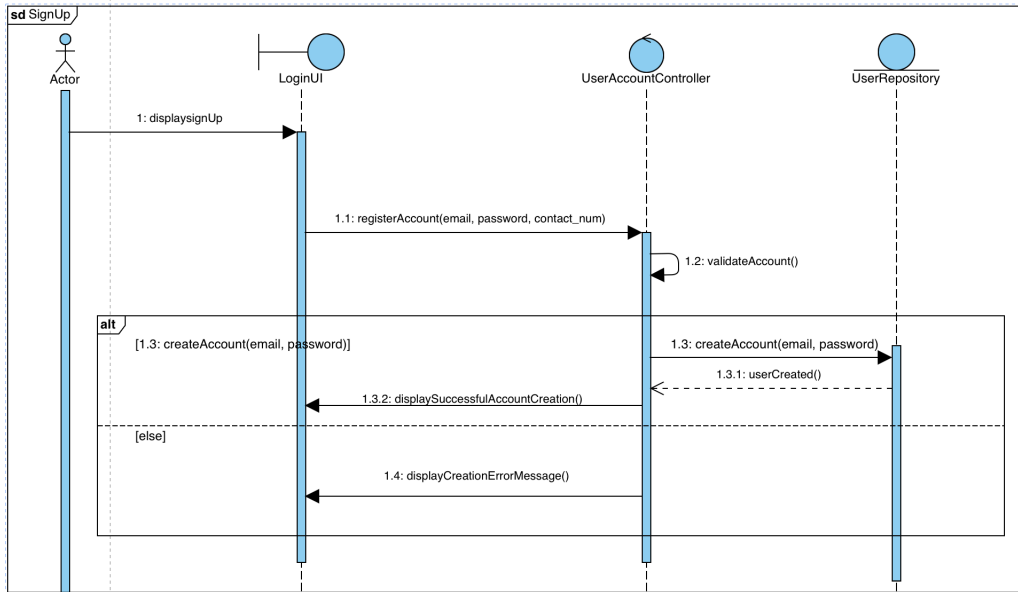 sd SignUp
Actor
LoginUI
UserAccountController
UserRepository
1: displaysignUp
1.1: registerAccount(email, password, contact_num)
1.2: validateAccount()
alt
[1.3: createAccount(email, password)]
1.3: createAccount(email, password)
1.3.1: userCreated()
1.3.2: displaySuccessfulAccountCreation()
[else]
1.4: displayCreationErrorMessage()